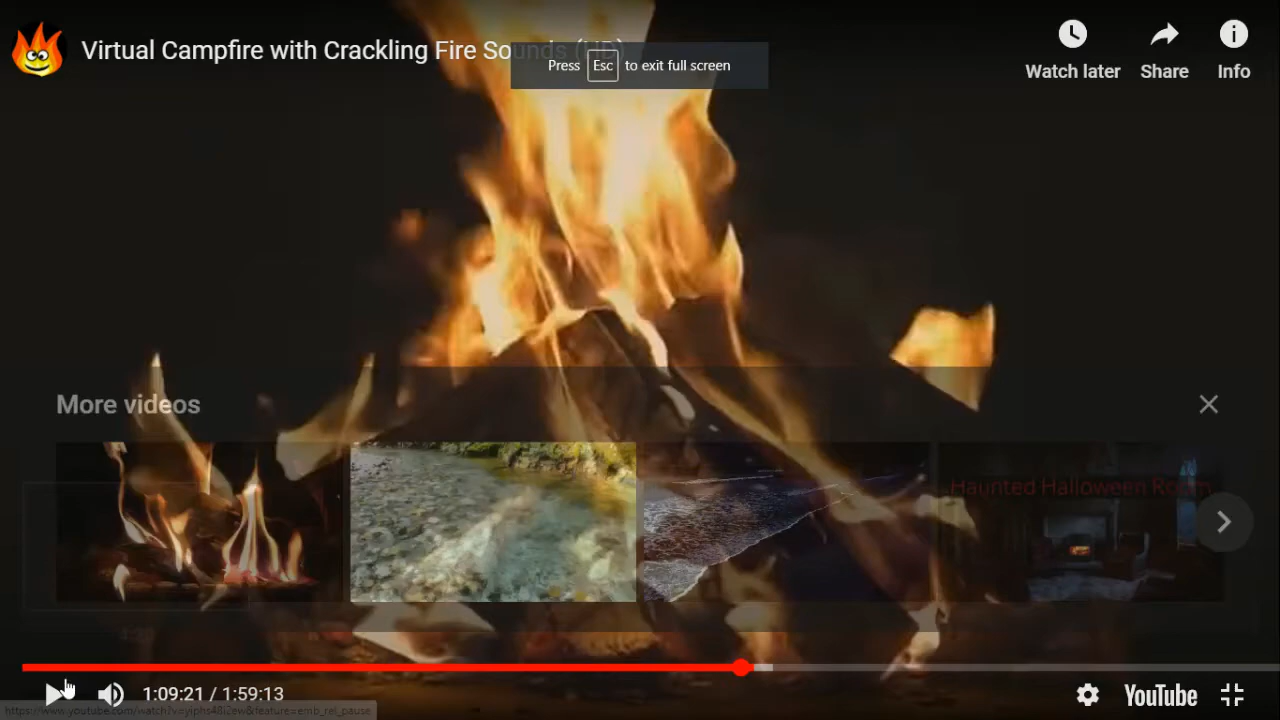 Virtual Campfire with Crackling Fire Sounds (HD)
Press Esc to exit full screen
Watch later
Share
Info
More videos
Haunted Halloween Room
1:09:21 / 1:59:13
YouTube